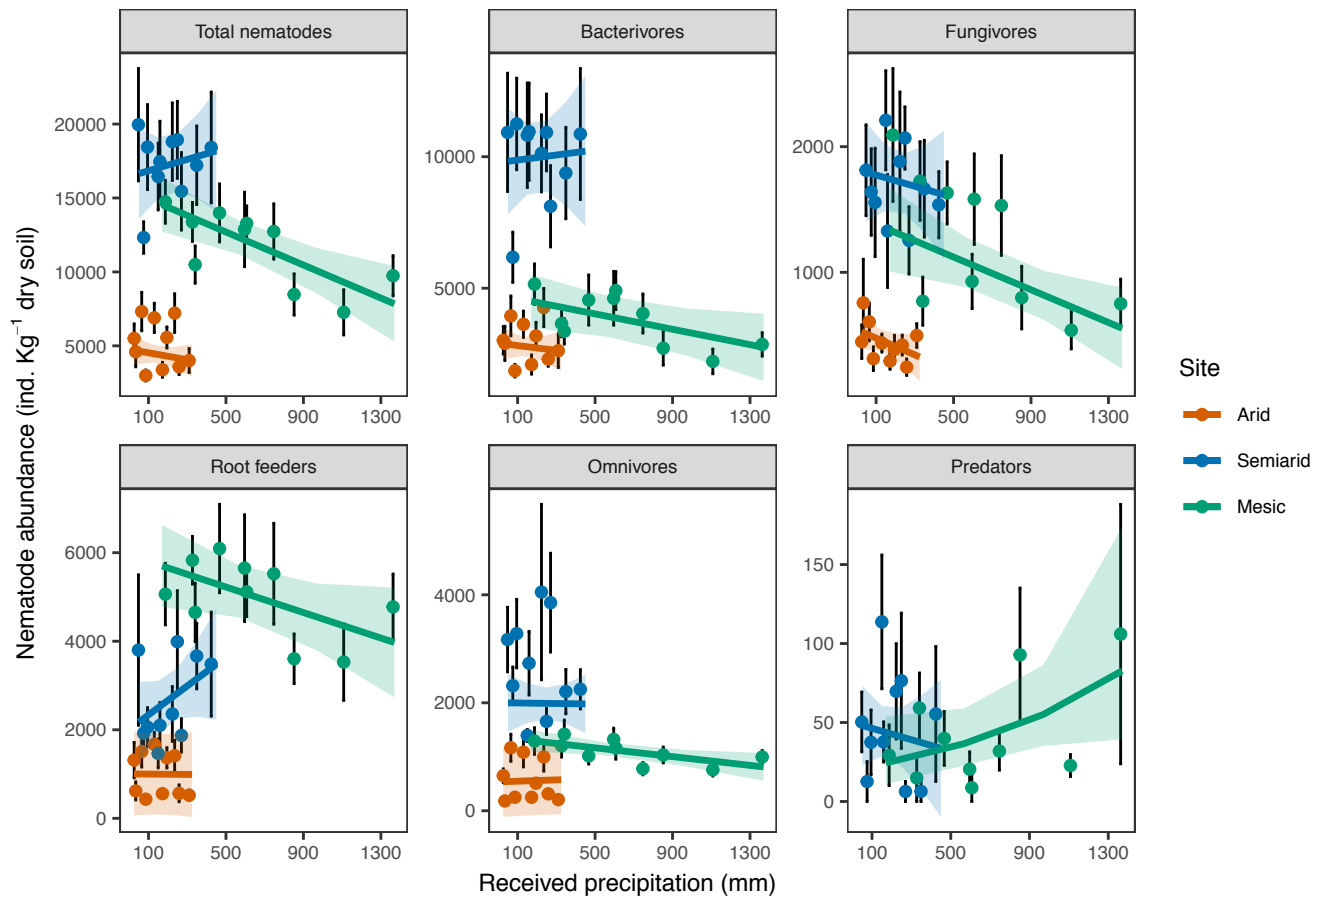 Total nematodes
Bacterivores
Fungivores
20000
15000
10000
5000
100 500 900 1300
10000
5000
100 500 900 1300
2000
1000
100 500 900 1300
Root feeders
Omnivores
Predators
6000
4000
2000
0
100 500 900 1300
4000
2000
0
100 500 900 1300
150
100
50
0
100 500 900 1300
Nematode abundance (ind. Kg⁻¹ dry soil)
Received precipitation (mm)
Site
Arid
Semiarid
Mesic